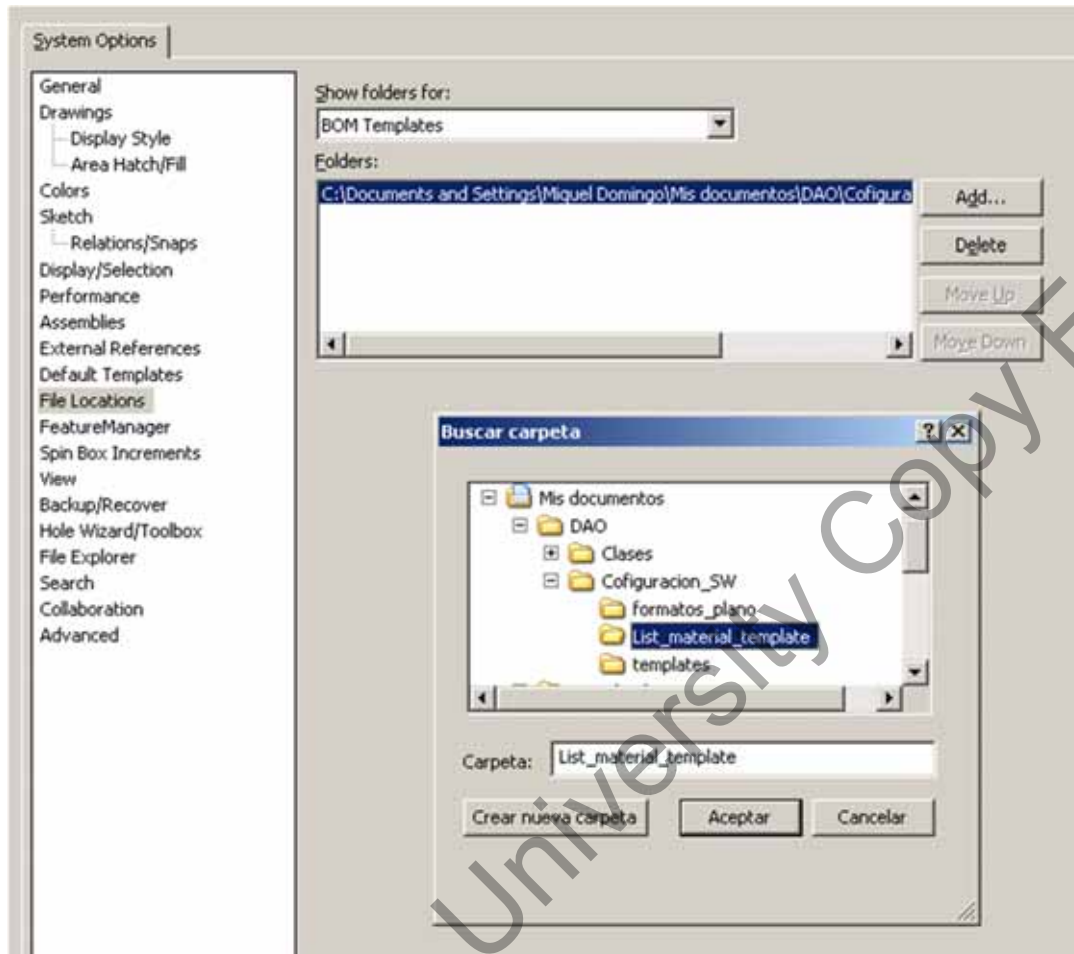 System Options
General
Drawings
Display Style
Area Hatch/Fill
Colors
Sketch
Relations/Snaps
Display/Selection
Performance
Assemblies
External References
Default Templates
File Locations
FeatureManager
Spin Box Increments
View
Backup/Recover
Hole Wizard/Toolbox
File Explorer
Search
Collaboration
Advanced
Show folders for:
BOM Templates
Folders:
C:\Documents and Settings\Miguel Domingo\Mis documentos\DAO\Cofigura
Add...
Delete
Move Up
Move Down
Buscar carpeta
Mis documentos
DAO
Clases
Cofiguracion_SW
formatos_plano
List_material_template
templates
Carpeta: List_material_template
Crear nueva carpeta
Aceptar
Cancelar
University Copy